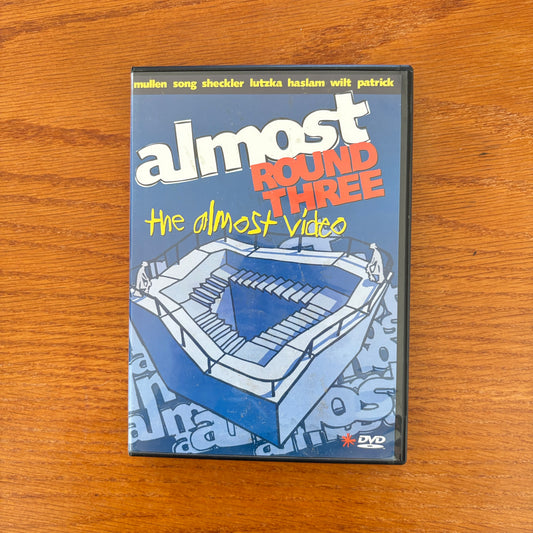 mullen song sheckler lutzka haslam wilt patrick
almost
ROUND
THREE
the almost video
DVD